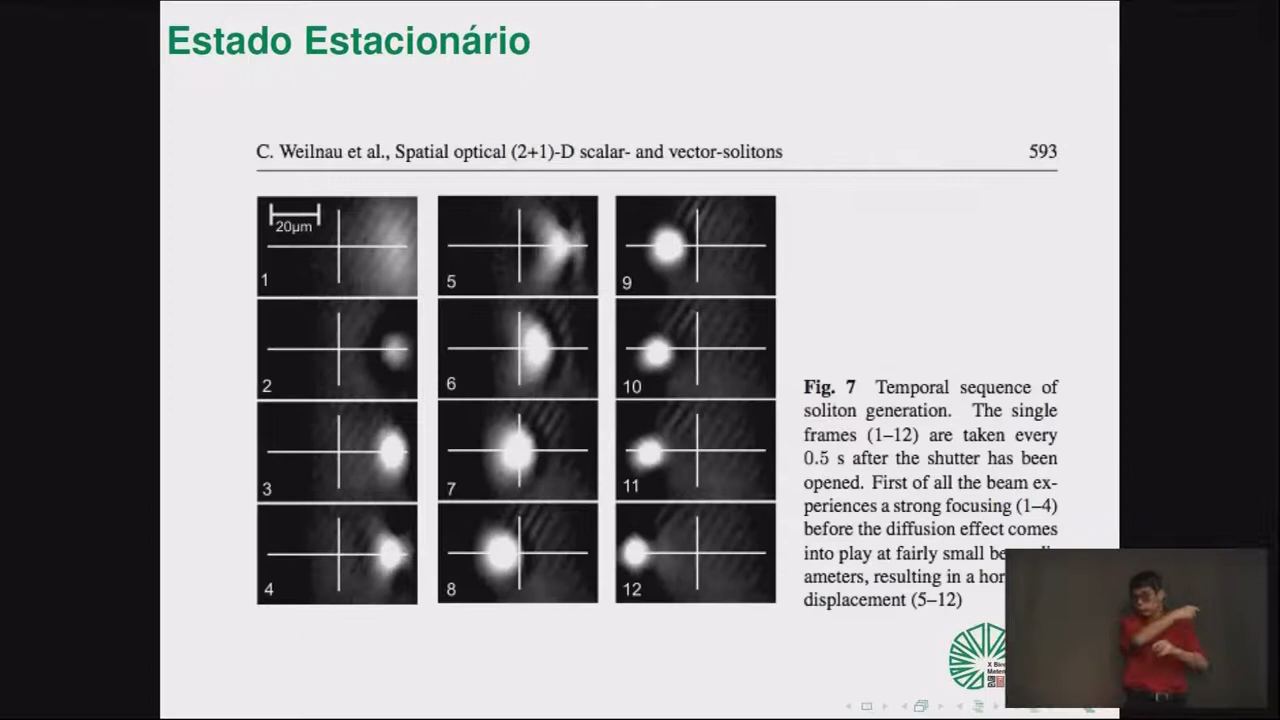 Estado Estacionário
C. Weilnau et al., Spatial optical (2+1)-D scalar- and vector-solitons 593
20μm
1
2
3
4
5
6
7
8
9
10
11
12
Fig. 7 Temporal sequence of
soliton generation. The single
frames (1–12) are taken every
0.5 s after the shutter has been
opened. First of all the beam ex-
periences a strong focusing (1–4)
before the diffusion effect comes
into play at fairly small
ameters, resulting in a
displacement (5–12)